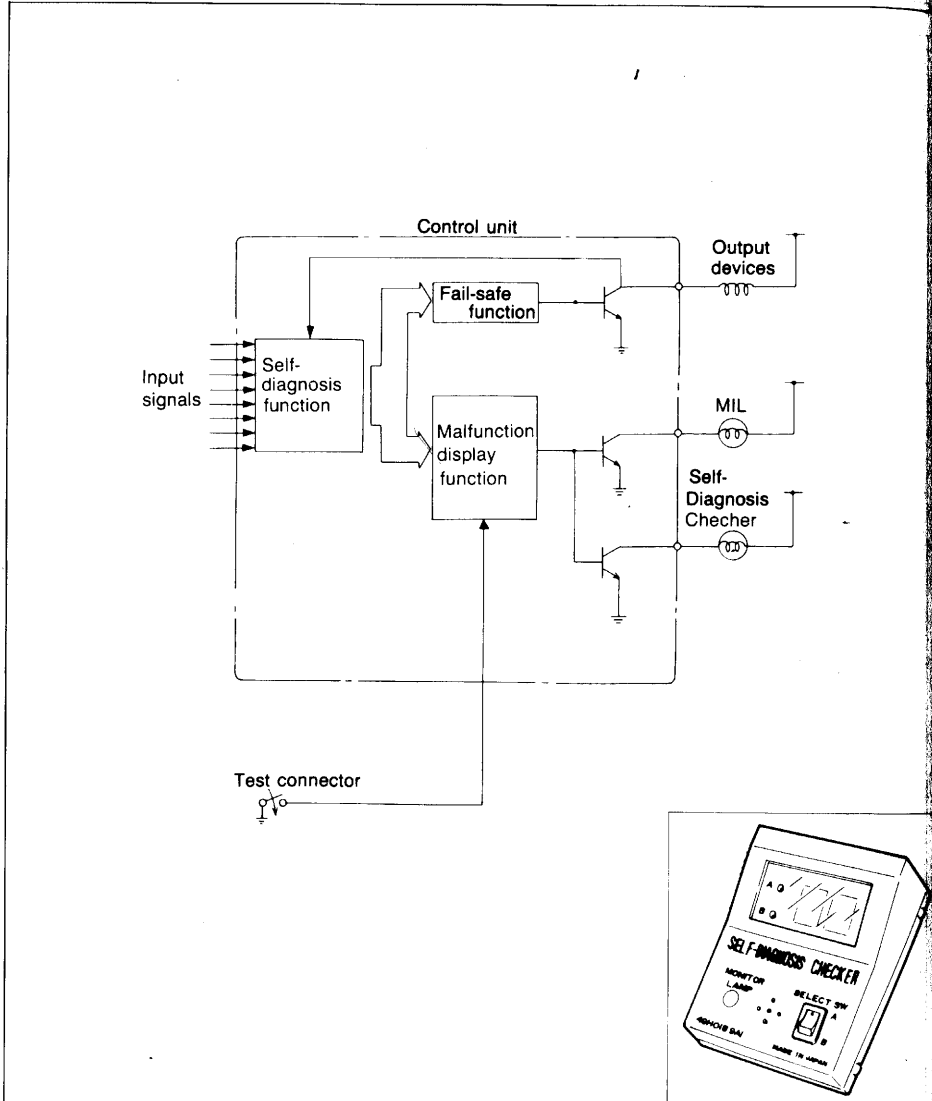 Control unit
Output
devices
Fail-safe
function
Input
signals
Self-
diagnosis
function
Malfunction
display
function
MIL
Self-
Diagnosis
Checher
Test connector
A
B
SELF-DIAGNOSIS CHECKER
MONITOR
LAMP
SELECT SW
A
B
MADE IN JAPAN